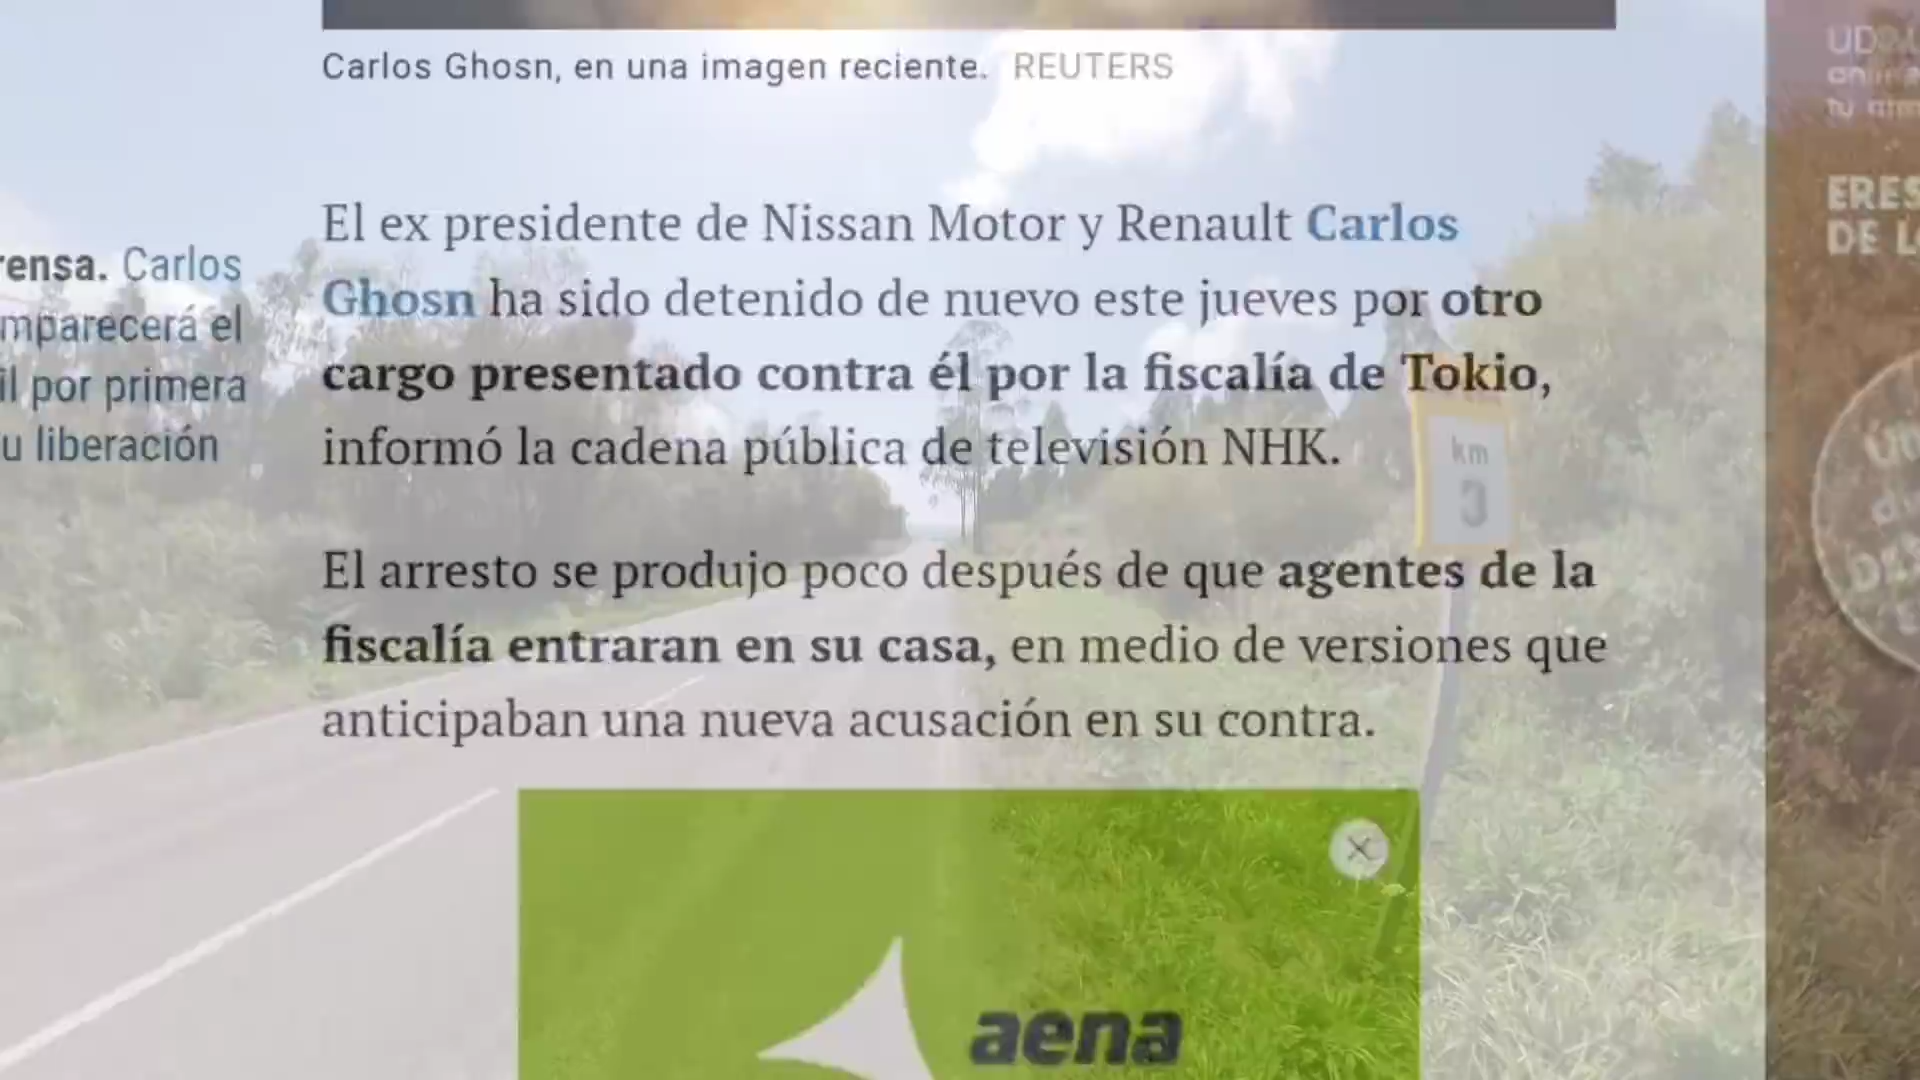 Carlos Ghosn, en una imagen reciente. REUTERS
El ex presidente de Nissan Motor y Renault Carlos
Ghosn ha sido detenido de nuevo este jueves por otro
cargo presentado contra él por la fiscalía de Tokio,
informó la cadena pública de televisión NHK.
El arresto se produjo poco después de que agentes de la
fiscalía entraran en su casa, en medio de versiones que
anticipaban una nueva acusación en su contra.
rensa. Carlos
mparecerá el
il por primera
u liberación
km
3
aena
ERES
DE L